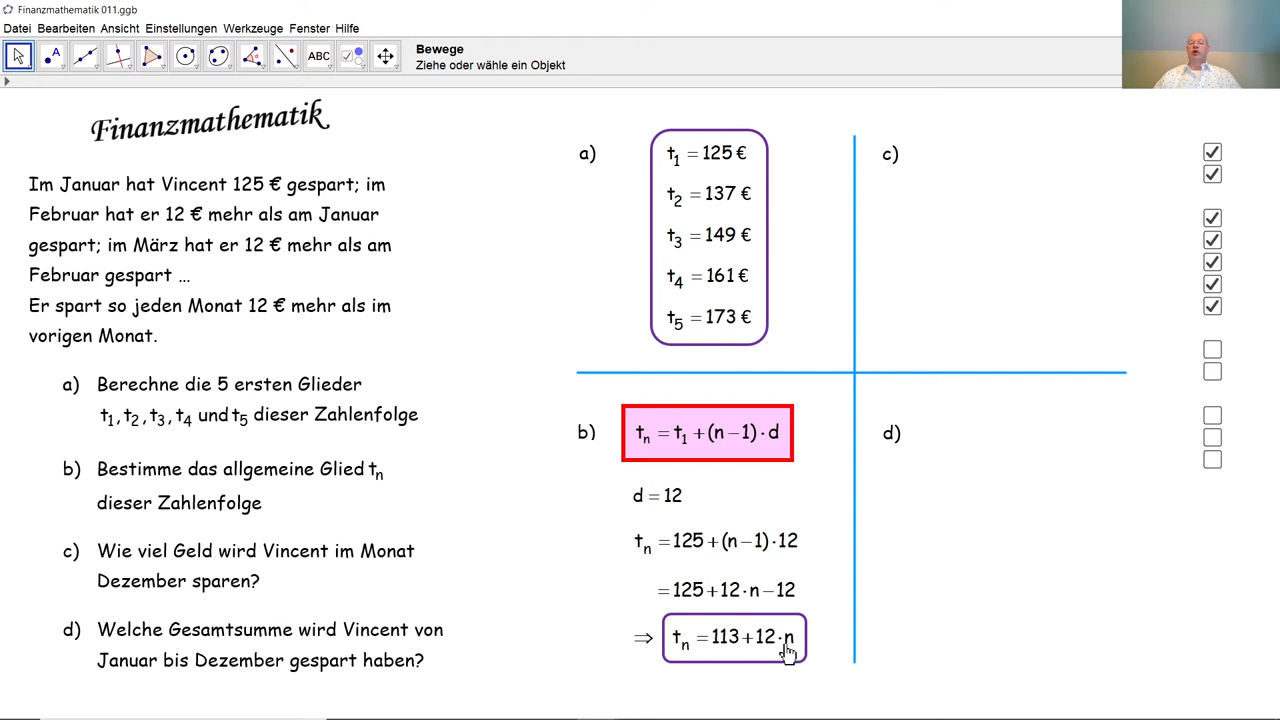 Finanzmathematik 011.ggb
Datei Bearbeiten Ansicht Einstellungen Werkzeuge Fenster Hilfe
A
ABC
Bewege
Ziehe oder wähle ein Objekt
Finanzmathematik
Im Januar hat Vincent 125 € gespart; im
Februar hat er 12 € mehr als am Januar
gespart; im März hat er 12 € mehr als am
Februar gespart ...
Er spart so jeden Monat 12 € mehr als im
vorigen Monat.
a) Berechne die 5 ersten Glieder
t₁, t₂, t₃, t₄ und t₅ dieser Zahlenfolge
b) Bestimme das allgemeine Glied tₙ
dieser Zahlenfolge
c) Wie viel Geld wird Vincent im Monat
Dezember sparen?
d) Welche Gesamtsumme wird Vincent von
Januar bis Dezember gespart haben?
a)
t₁ = 125 €
t₂ = 137 €
t₃ = 149 €
t₄ = 161 €
t₅ = 173 €
c)
b)
tₙ = t₁ + (n − 1) · d
d = 12
tₙ = 125 + (n − 1) · 12
= 125 + 12 · n − 12
⇒ tₙ = 113 + 12 · n
d)